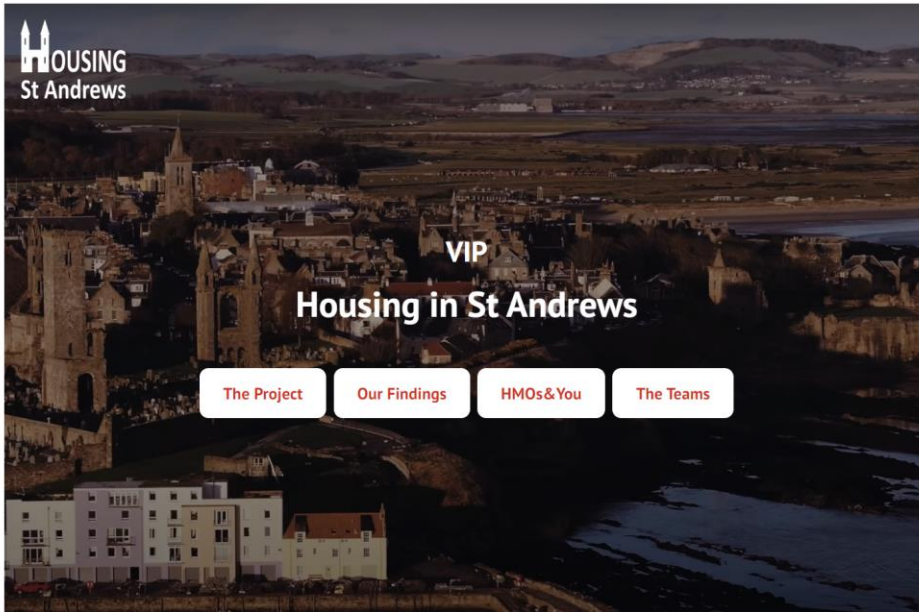 HOUSING
St Andrews
VIP
Housing in St Andrews
The Project
Our Findings
HMOs&You
The Teams